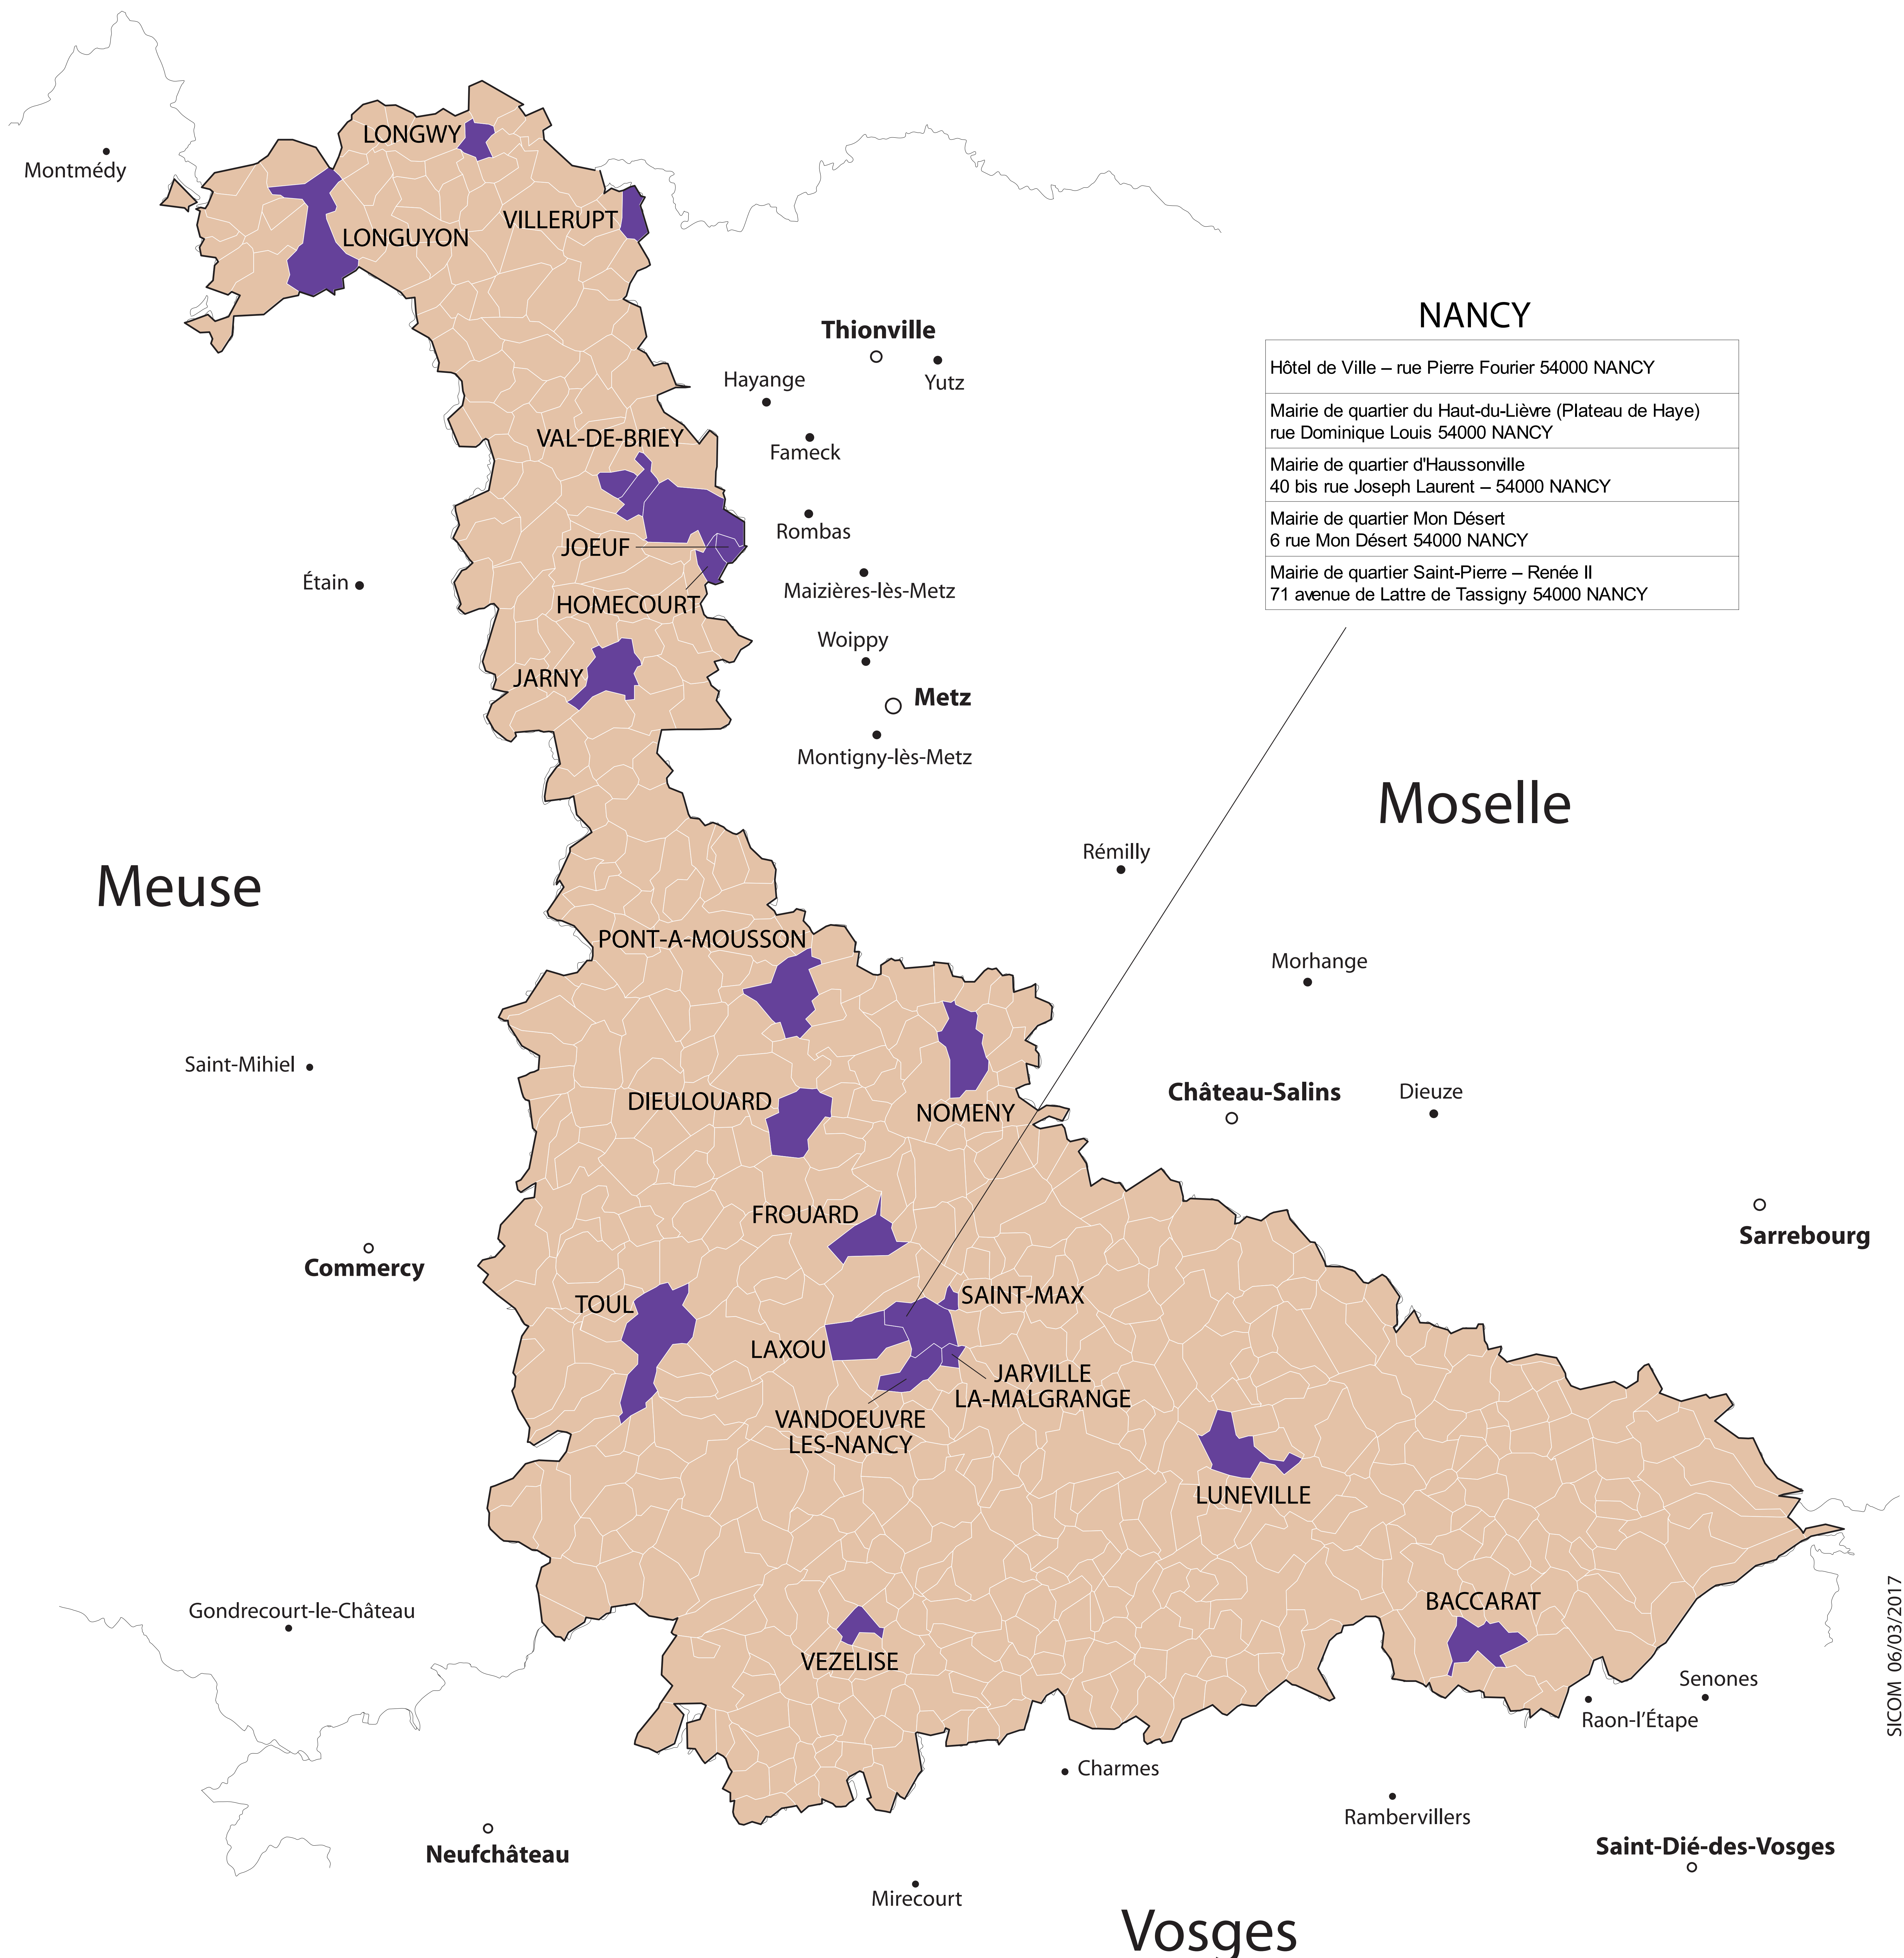 LONGWY
Montmédy
VILLERUPT
LONGUYON
NANCY
Hôtel de Ville – rue Pierre Fourier 54000 NANCY
Mairie de quartier du Haut-du-Lièvre (Plateau de Haye)
rue Dominique Louis 54000 NANCY
Mairie de quartier d'Haussonville
40 bis rue Joseph Laurent – 54000 NANCY
Mairie de quartier Mon Désert
6 rue Mon Désert 54000 NANCY
Mairie de quartier Saint-Pierre – Renée II
71 avenue de Lattre de Tassigny 54000 NANCY
Thionville
Hayange
Yutz
VAL-DE-BRIEY
Fameck
Rombas
JOEUF
Étain
Maizières-lès-Metz
HOMECOURT
Woippy
JARNY
Metz
Montigny-lès-Metz
Moselle
Rémilly
Meuse
PONT-A-MOUSSON
Morhange
Saint-Mihiel
DIEULOUARD
NOMENY
Château-Salins
Dieuze
FROUARD
Sarrebourg
Commercy
TOUL
SAINT-MAX
LAXOU
JARVILLE
LA-MALGRANGE
VANDOEUVRE
LES-NANCY
LUNEVILLE
Gondrecourt-le-Château
BACCARAT
VEZELISE
Senones
Raon-l'Étape
SICOM 06/03/2017
Charmes
Rambervillers
Neufchâteau
Saint-Dié-des-Vosges
Mirecourt
Vosges